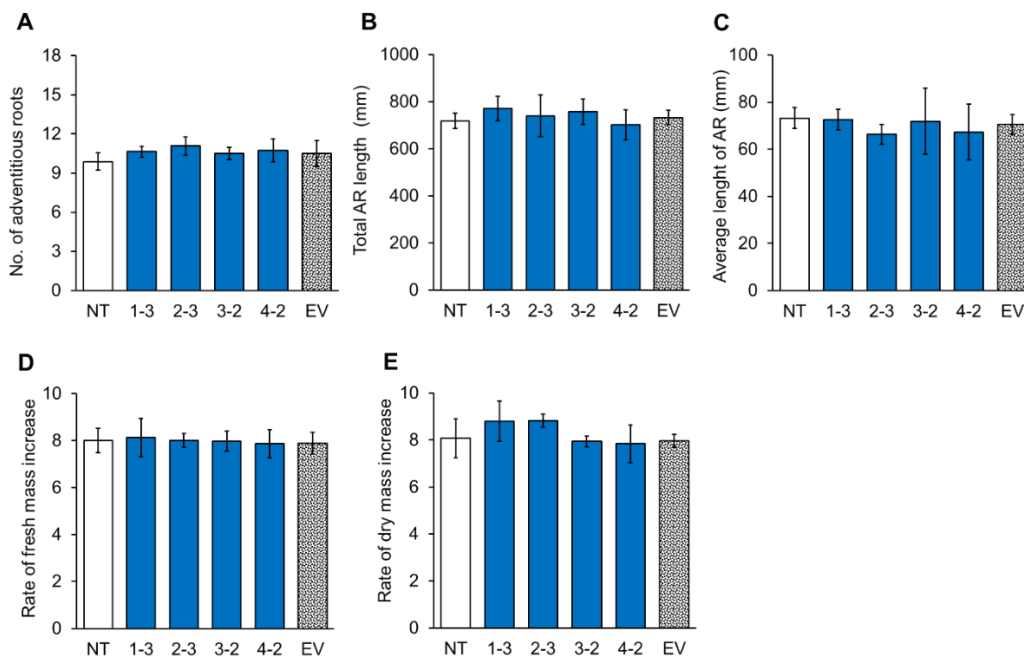 A
No. of adventitious roots
18
15
12
9
6
3
0
NT 1-3 2-3 3-2 4-2 EV
B
Total AR length (mm)
1000
800
600
400
200
0
NT 1-3 2-3 3-2 4-2 EV
C
Average lenght of AR (mm)
100
80
60
40
20
0
NT 1-3 2-3 3-2 4-2 EV
D
Rate of fresh mass increase
10
8
6
4
2
0
NT 1-3 2-3 3-2 4-2 EV
E
Rate of dry mass increase
10
8
6
4
2
0
NT 1-3 2-3 3-2 4-2 EV